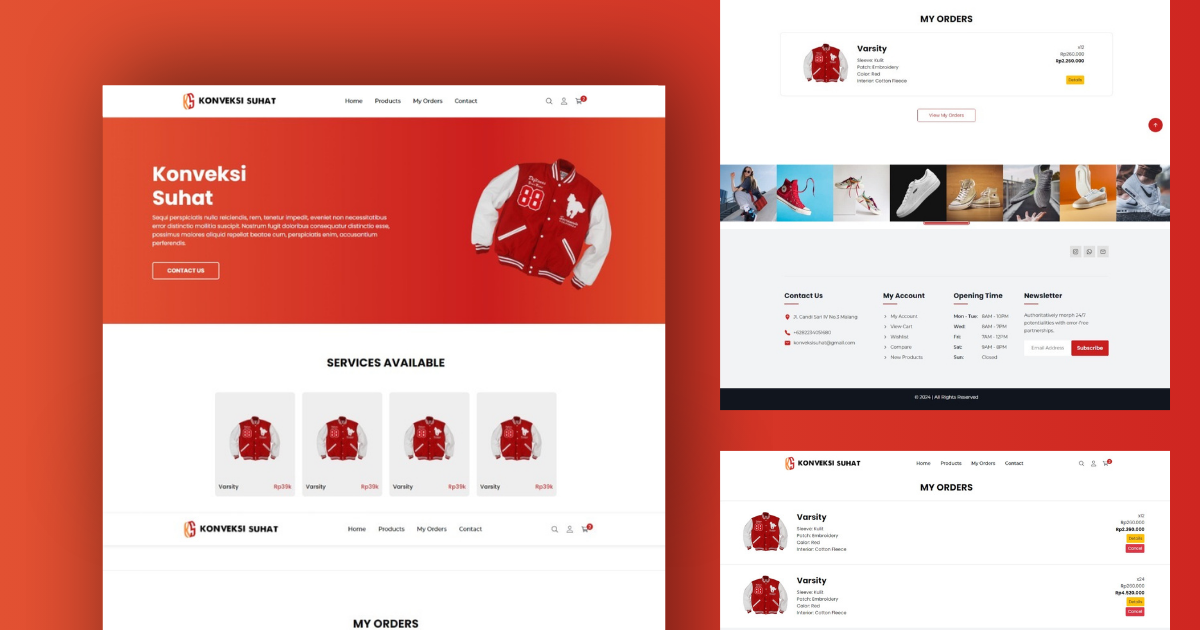 KONVEKSI SUHAT
Home Products My Orders Contact
2
Konveksi
Suhat
Sequi perspiciatis nulla reiciendis, rem, tenetur impedit, eveniet non necessitatibus
error distinctio mollitia suscipit. Nostrum fugit doloribus consequatur distinctio esse,
possimus maiores aliquid repellat beatae cum, perspiciatis enim, accusantium
perferendis.
CONTACT US
88
SERVICES AVAILABLE
Varsity Rp39k
Varsity Rp39k
Varsity Rp39k
Varsity Rp39k
KONVEKSI SUHAT
Home Products My Orders Contact
MY ORDERS
MY ORDERS
Varsity
Sleeve: Kulit
Patch: Embroidery
Color: Red
Interior: Cotton Fleece
x12
Rp260.000
Rp2.260.000
Details
View My Orders
Contact Us
Jl. Candi Sari IV No.3 Malang
konveksisuhat@gmail.com
My Account
My Account
View Cart
Wishlist
Compare
New Products
Opening Time
Mon - Tue: 8AM - 10PM
Wed: 8AM - 7PM
Fri: 7AM - 12PM
Sat: 9AM - 8PM
Sun: Closed
Newsletter
Authoritatively morph 24/7
potentialities with error-free
partnerships.
Email Address
Subscribe
© 2024 | All Rights Reserved
KONVEKSI SUHAT
Home Products My Orders Contact
MY ORDERS
Varsity
Sleeve: Kulit
Patch: Embroidery
Color: Red
Interior: Cotton Fleece
x12
Rp260.000
Rp2.260.000
Details
Cancel
Varsity
Sleeve: Kulit
Patch: Embroidery
Color: Red
Interior: Cotton Fleece
x24
Rp260.000
Rp4.520.000
Details
Cancel